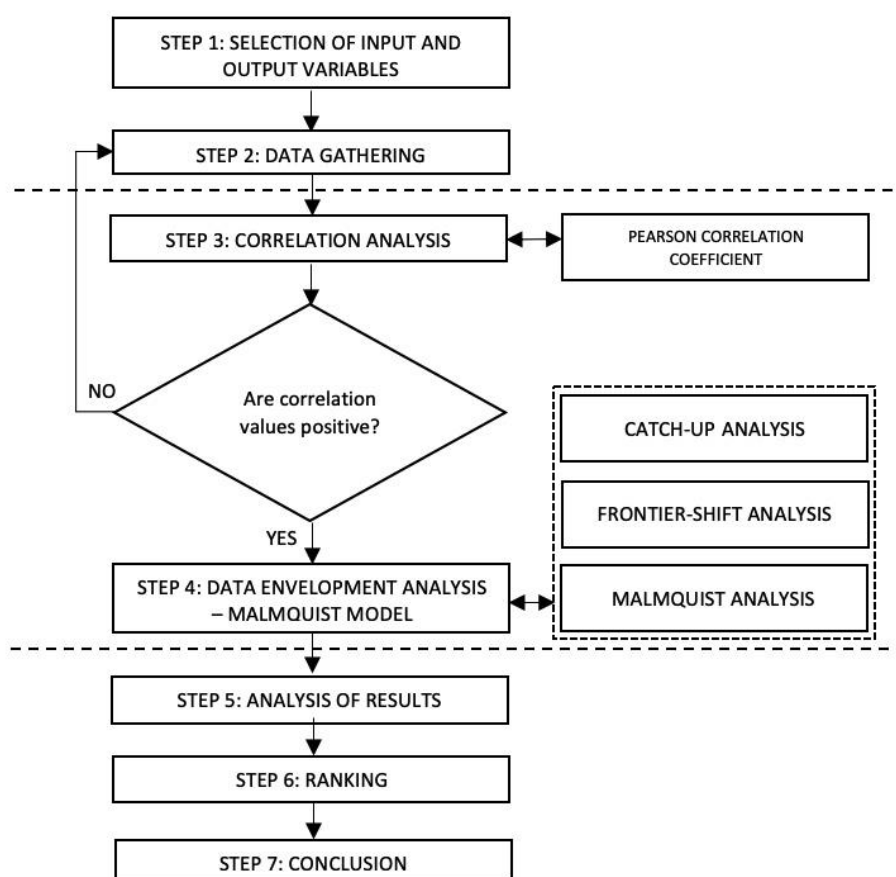 STEP 1: SELECTION OF INPUT AND
OUTPUT VARIABLES
STEP 2: DATA GATHERING
STEP 3: CORRELATION ANALYSIS
PEARSON CORRELATION
COEFFICIENT
NO
Are correlation
values positive?
CATCH-UP ANALYSIS
FRONTIER-SHIFT ANALYSIS
YES
STEP 4: DATA ENVELOPMENT ANALYSIS
– MALMQUIST MODEL
MALMQUIST ANALYSIS
STEP 5: ANALYSIS OF RESULTS
STEP 6: RANKING
STEP 7: CONCLUSION